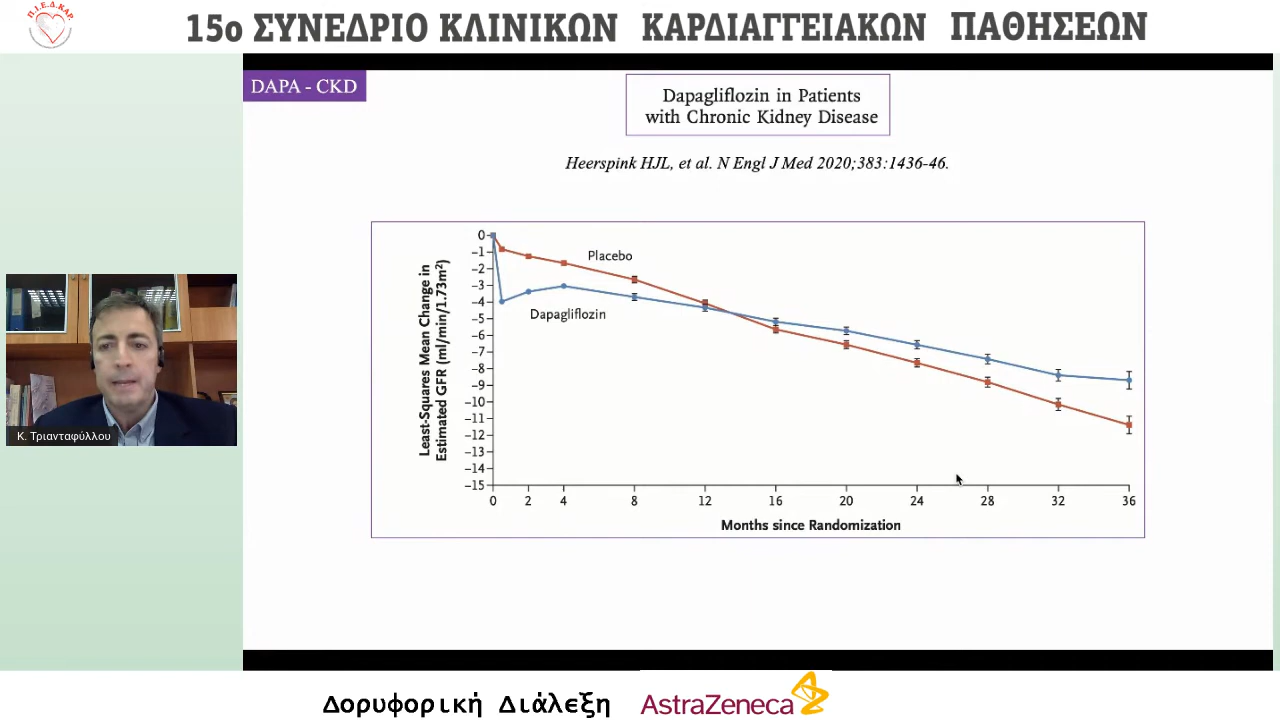 Π.Ι.Ε.Δ.ΚΑΡ.
15ο ΣΥΝΕΔΡΙΟ ΚΛΙΝΙΚΩΝ ΚΑΡΔΙΑΓΓΕΙΑΚΩΝ ΠΑΘΗΣΕΩΝ
DAPA - CKD
Dapagliflozin in Patients
with Chronic Kidney Disease
Heerspink HJL, et al. N Engl J Med 2020;383:1436-46.
Least-Squares Mean Change in
Estimated GFR (ml/min/1.73m²)
0
−1
−2
−3
−4
−5
−6
−7
−8
−9
−10
−11
−12
−13
−14
−15
Placebo
Dapagliflozin
0 2 4 8 12 16 20 24 28 32 36
Months since Randomization
Κ. Τριανταφύλλου
Δορυφορική Διάλεξη
AstraZeneca